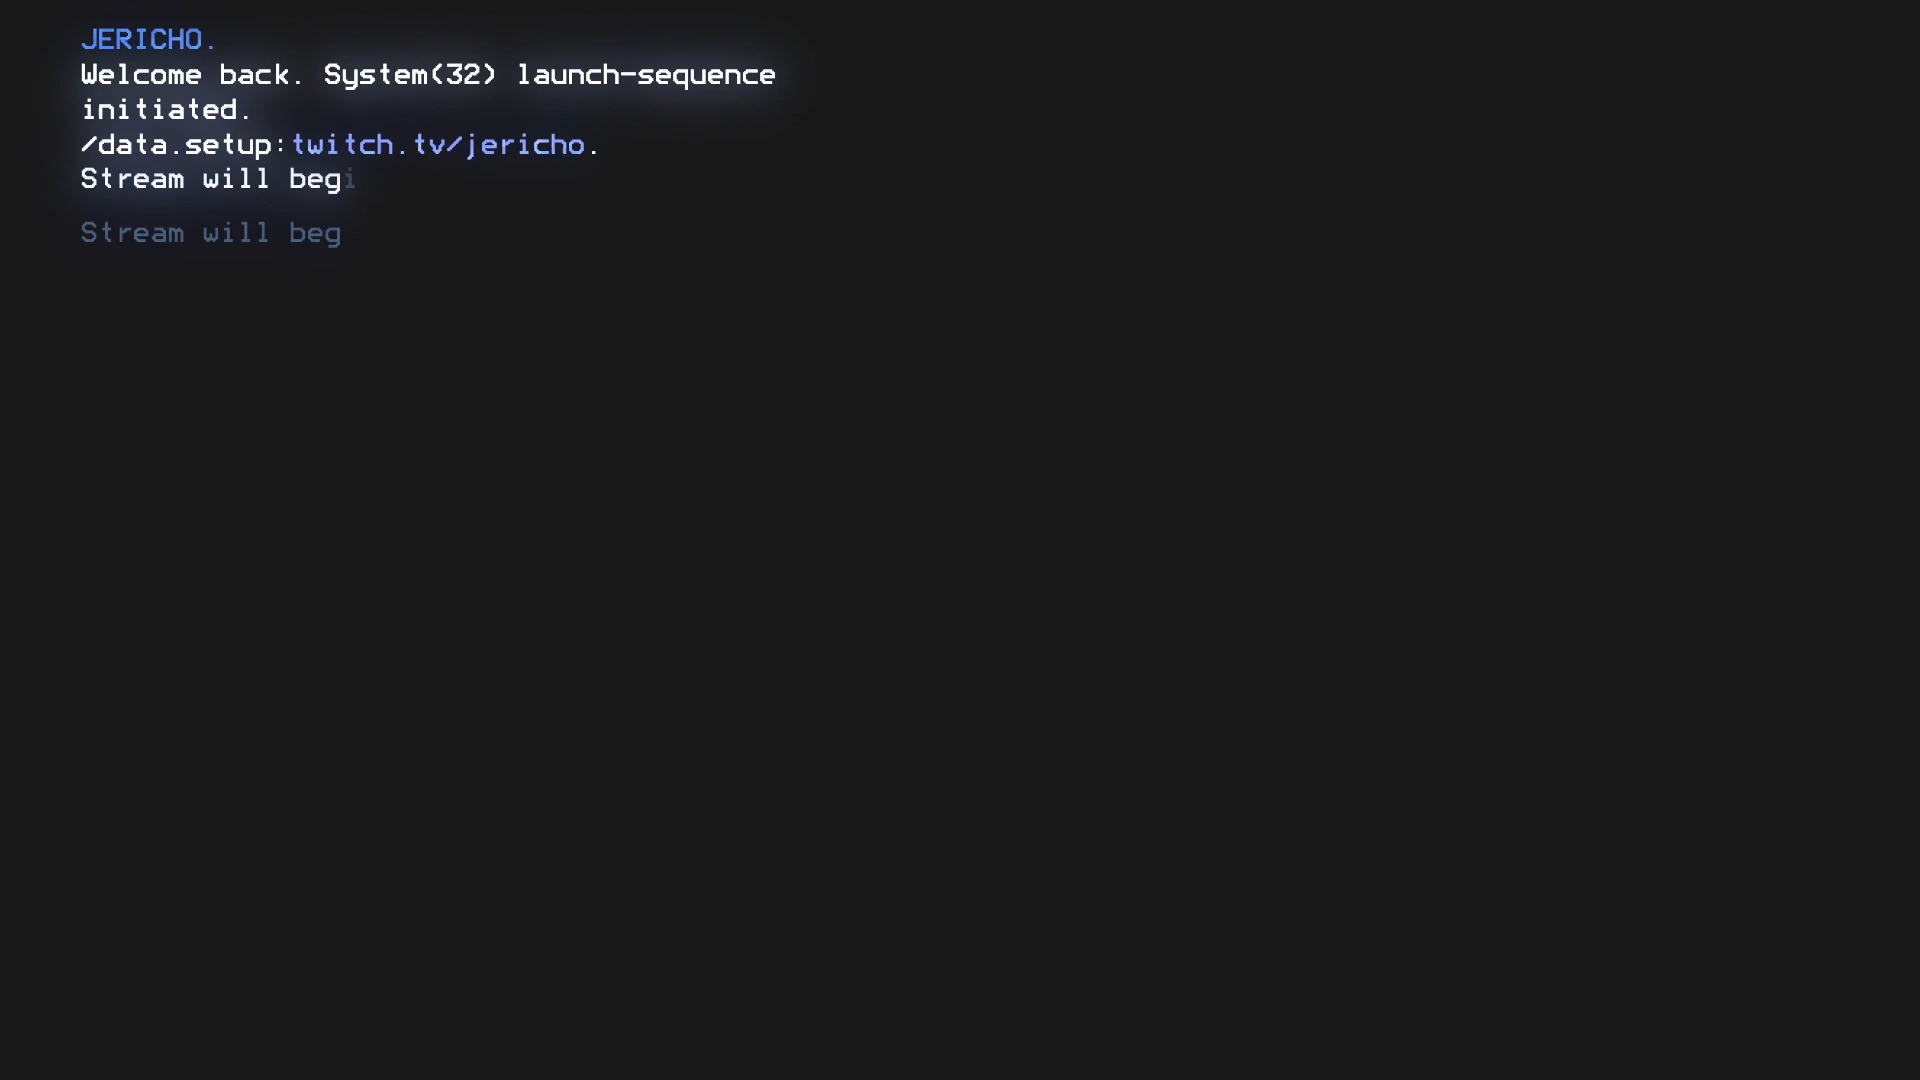 JERICHO.
Welcome back. System(32) launch-sequence
initiated.
/data.setup:twitch.tv/jericho.
Stream will begi
Stream will beg